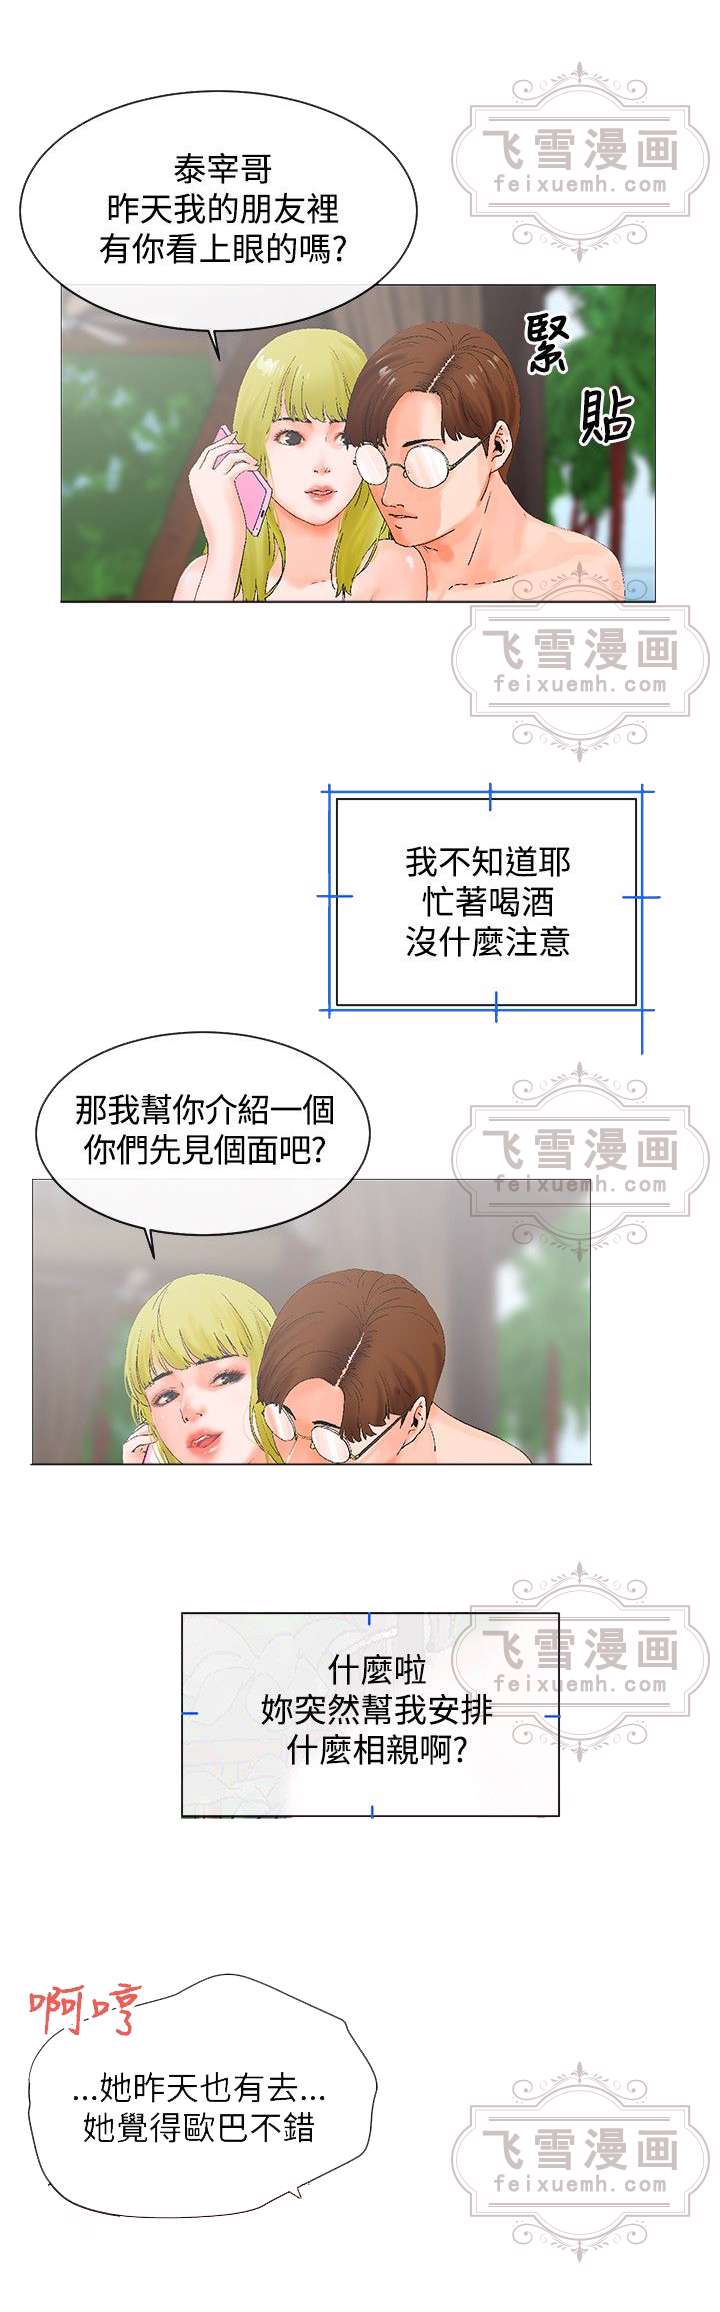 飞雪漫画
feixuemh.com
泰宰哥
昨天我的朋友裡
有你看上眼的嗎?
緊
貼
飞雪漫画
feixuemh.com
我不知道耶
忙著喝酒
沒什麼注意
那我幫你介紹一個
你們先見個面吧?
飞雪漫画
feixuemh.com
飞雪漫画
feixuemh.com
什麼啦
妳突然幫我安排
什麼相親啊?
啊哼
...她昨天也有去...
她覺得歐巴不錯
飞雪漫画
feixuemh.com